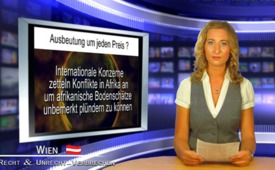 Ausbeutung um jeden Preis ?
Internationale Konzerne
zetteln Konflikte in Afrika
an um afrikanische Bodenschätze
unbemerkt plündern zu können
WIEN
RECHT & UNRECHT, VERBRECHEN